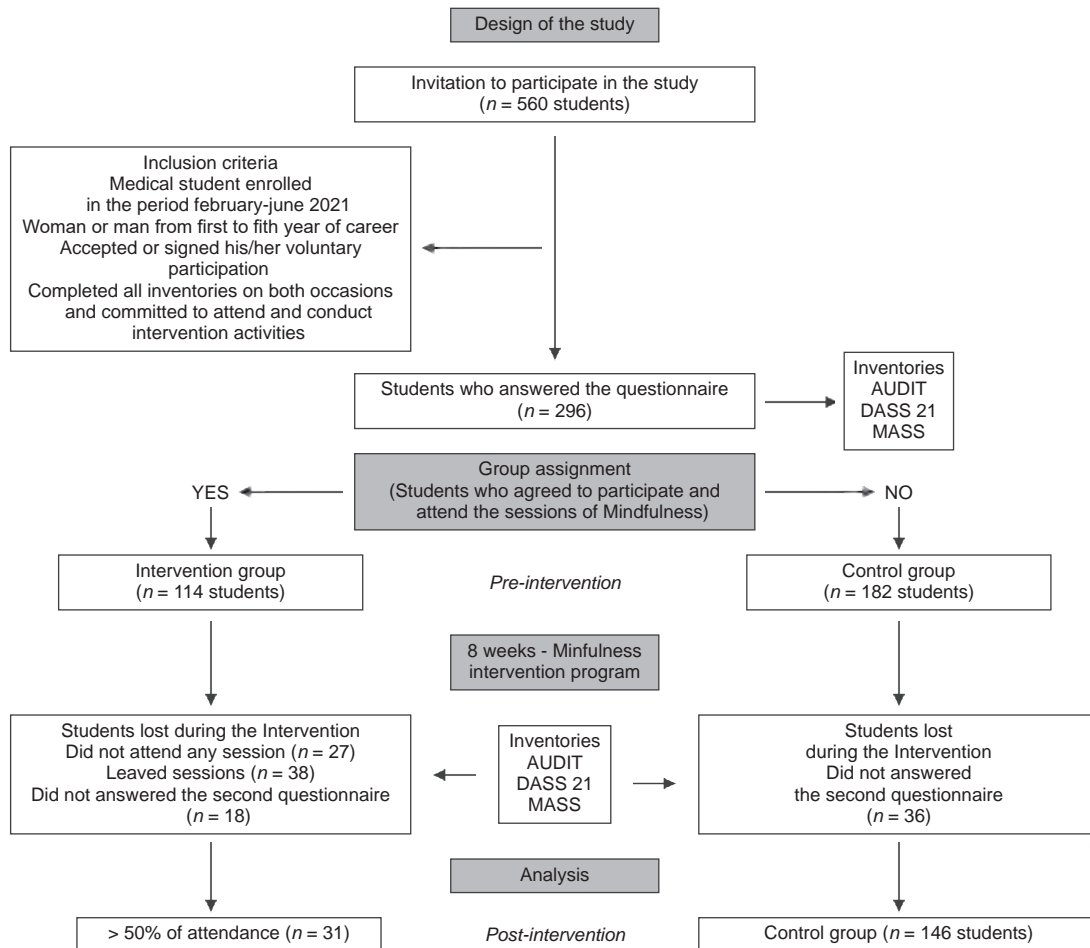 Design of the study
Invitation to participate in the study
(n = 560 students)
Inclusion criteria
Medical student enrolled
in the period february-june 2021
Woman or man from first to fith year of career
Accepted or signed his/her voluntary
participation
Completed all inventories on both occasions
and committed to attend and conduct
intervention activities
Students who answered the questionnaire
(n = 296)
Inventories
AUDIT
DASS 21
MASS
Group assignment
(Students who agreed to participate and
attend the sessions of Mindfulness)
YES
NO
Intervention group
(n = 114 students)
Pre-intervention
Control group
(n = 182 students)
8 weeks - Minfulness
intervention program
Students lost during the Intervention
Did not attend any session (n = 27)
Leaved sessions (n = 38)
Did not answered the second questionnaire
(n = 18)
Inventories
AUDIT
DASS 21
MASS
Students lost
during the Intervention
Did not answered
the second questionnaire
(n = 36)
Analysis
> 50% of attendance (n = 31)
Post-intervention
Control group (n = 146 students)